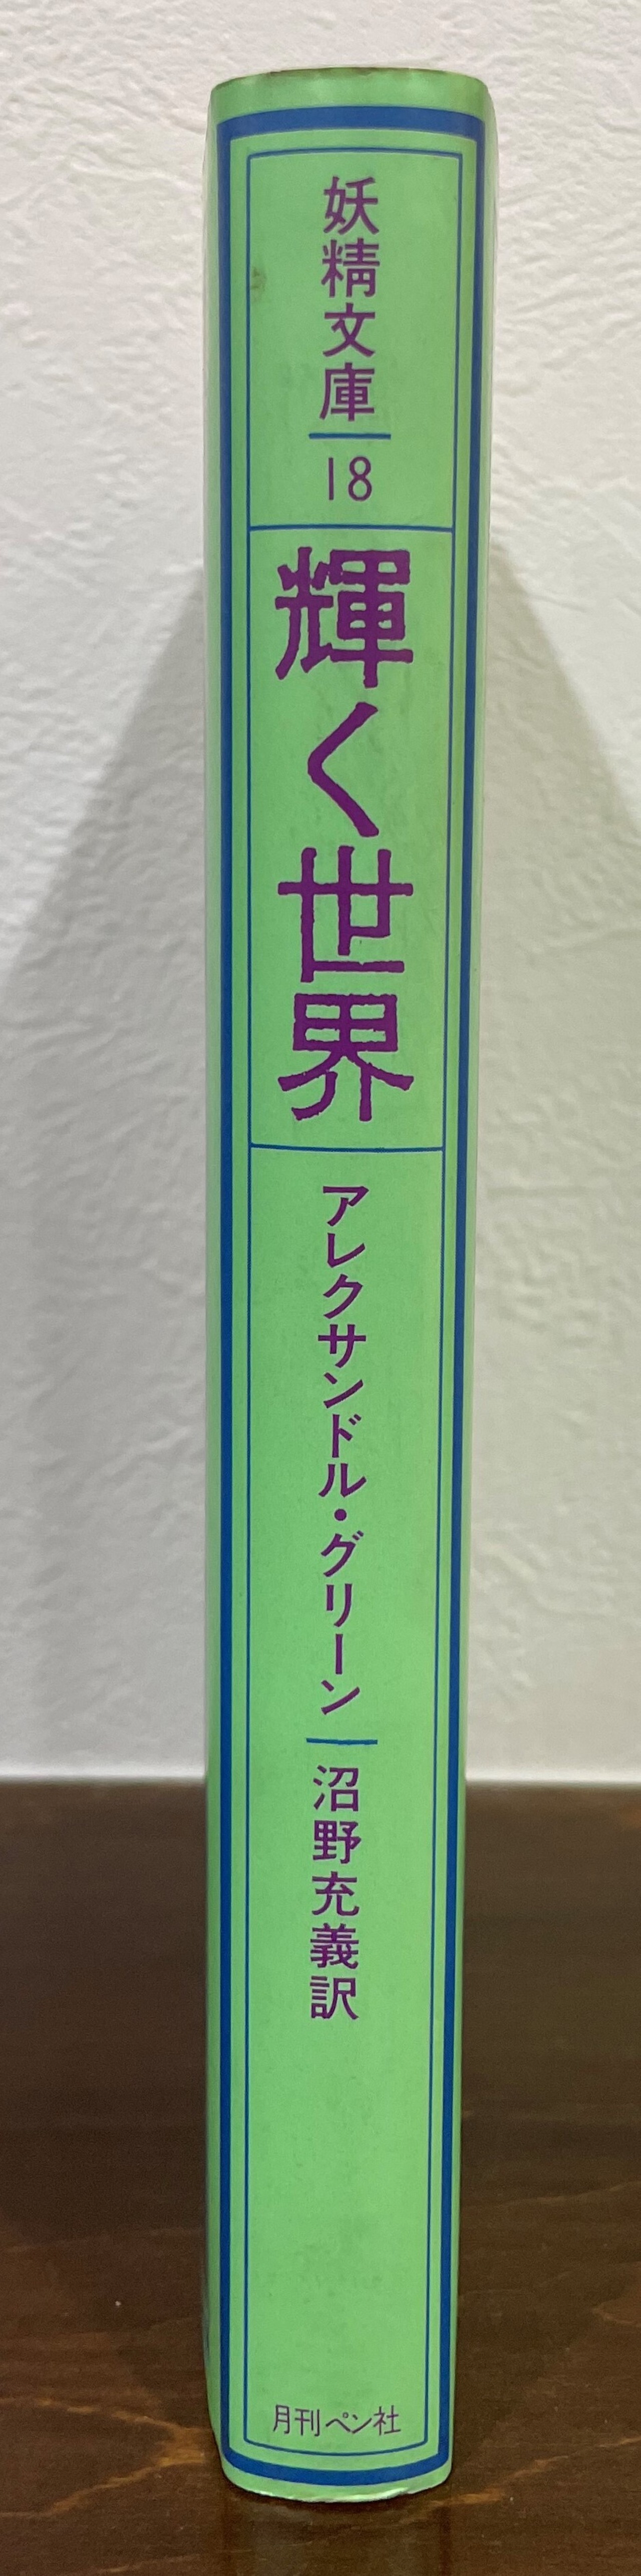 妖精文庫
18
輝く世界
アレクサンドル・グリーン
沼野充義訳
月刊ペン社